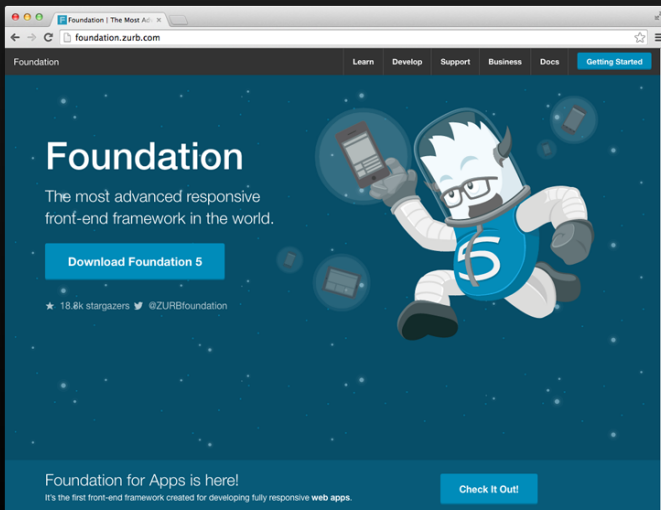 Foundation | The Most Ad
foundation.zurb.com
Foundation
Learn
Develop
Support
Business
Docs
Getting Started
Foundation
The most advanced responsive
front-end framework in the world.
5
Download Foundation 5
18.8k stargazers
@ZURBfoundation
Foundation for Apps is here!
It's the first front-end framework created for developing fully responsive web apps.
Check It Out!